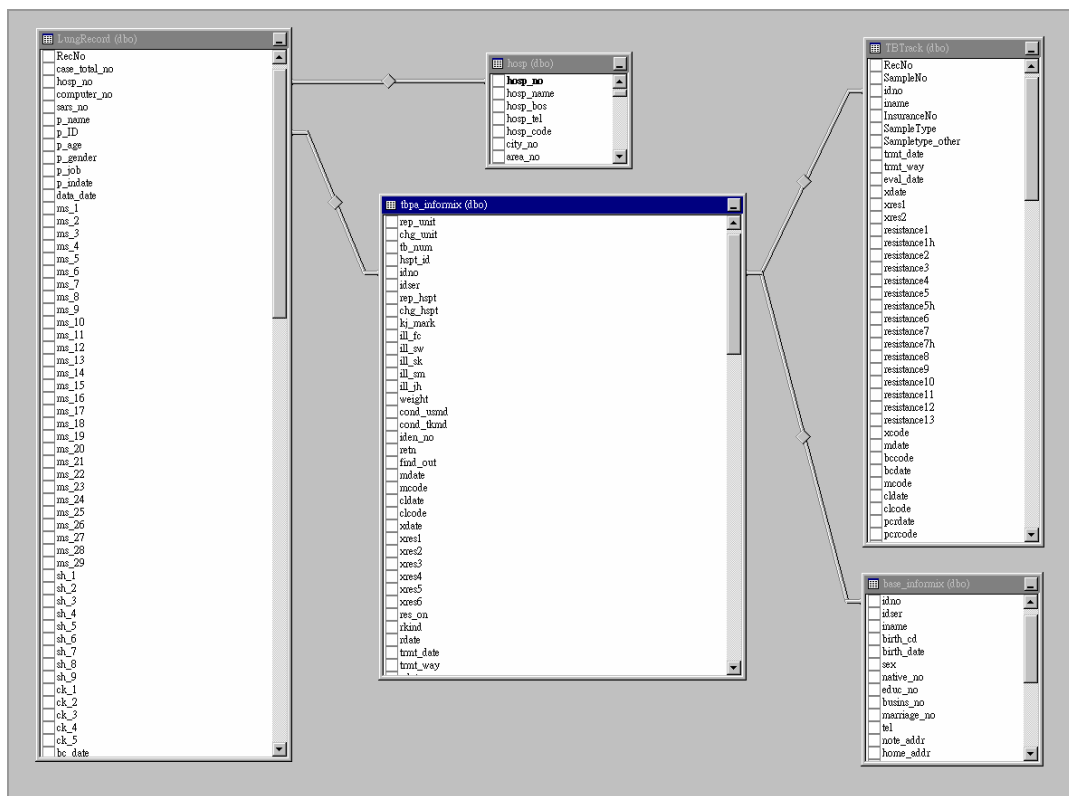 LungRecord (dbo)
RecNo
case_total_no
hosp_no
computer_no
sars_no
p_name
p_ID
p_age
p_gender
p_job
p_indate
data_date
ms_1
ms_2
ms_3
ms_4
ms_5
ms_6
ms_7
ms_8
ms_9
ms_10
ms_11
ms_12
ms_13
ms_14
ms_15
ms_16
ms_17
ms_18
ms_19
ms_20
ms_21
ms_22
ms_23
ms_24
ms_25
ms_26
ms_27
ms_28
ms_29
sh_1
sh_2
sh_3
sh_4
sh_5
sh_6
sh_7
sh_8
sh_9
ck_1
ck_2
ck_3
ck_4
ck_5
bc_date
hosp (dbo)
hosp_no
hosp_name
hosp_bos
hosp_tel
hosp_code
city_no
area_no
tbpa_informix (dbo)
rep_unit
chg_unit
tb_num
hspt_id
idno
idser
rep_hspt
chg_hspt
kj_mark
ill_fc
ill_sw
ill_sk
ill_sm
ill_jh
weight
cond_usmd
cond_tkmd
iden_no
retn
find_out
mdate
mcode
cldate
clcode
xdate
xres1
xres2
xres3
xres4
xres5
xres6
res_on
rkind
rdate
trmt_date
trmt_way
TBTrack (dbo)
RecNo
SampleNo
idno
iname
InsuranceNo
SampleType
Sampletype_other
trmt_date
trmt_way
eval_date
xdate
xres1
xres2
resistance1
resistance1h
resistance2
resistance3
resistance4
resistance5
resistance5h
resistance6
resistance7
resistance7h
resistance8
resistance9
resistance10
resistance11
resistance12
resistance13
xcode
mdate
bccode
bcdate
mcode
cldate
clcode
pcrdate
pcrcode
base_informix (dbo)
idno
idser
iname
birth_cd
birth_date
sex
native_no
educ_no
busins_no
marriage_no
tel
note_addr
home_addr